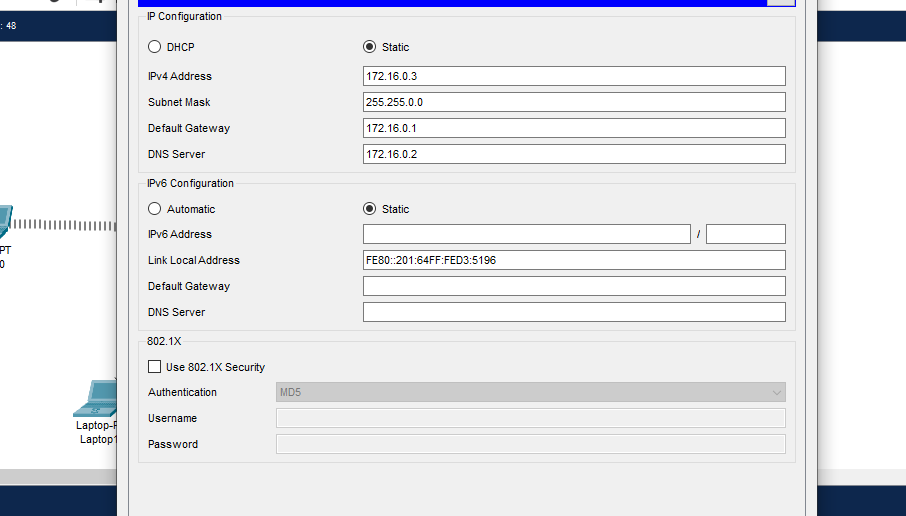 : 48
IP Configuration
DHCP
Static
IPv4 Address
172.16.0.3
Subnet Mask
255.255.0.0
Default Gateway
172.16.0.1
DNS Server
172.16.0.2
IPv6 Configuration
Automatic
Static
IPv6 Address
/
Link Local Address
FE80::201:64FF:FED3:5196
Default Gateway
DNS Server
802.1X
Use 802.1X Security
Authentication
MD5
Username
Password
PT
0
Laptop-P
Laptop1